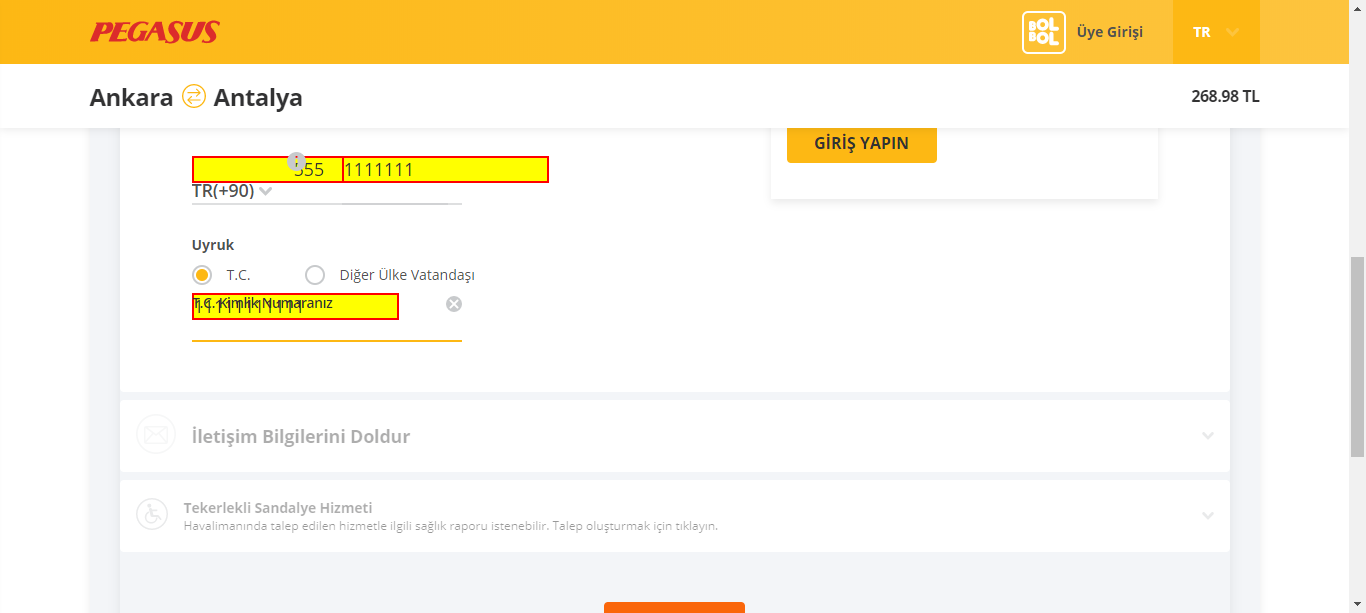 PEGASUS
BOL BOL Üye Girişi TR
Ankara Antalya 268.98 TL
GİRİŞ YAPIN
555 1111111
TR(+90)
Uyruk
T.C. Diğer Ülke Vatandaşı
T.C. Kimlik Numaranız
11111111111
İletişim Bilgilerini Doldur
Tekerlekli Sandalye Hizmeti
Havalimanında talep edilen hizmetle ilgili sağlık raporu istenebilir. Talep oluşturmak için tıklayın.